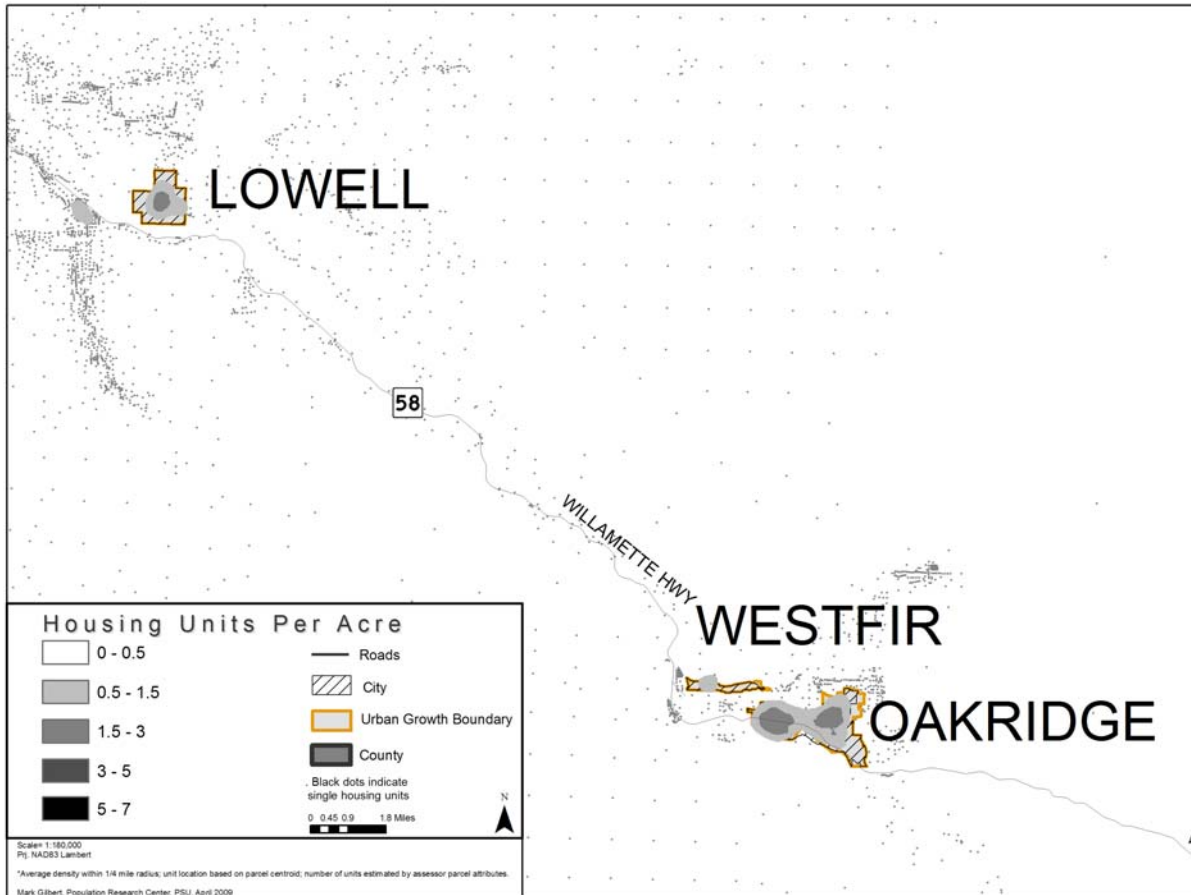 LOWELL
58
WILLAMETTE HWY
WESTFIR
OAKRIDGE
Housing Units Per Acre
0 - 0.5
0.5 - 1.5
1.5 - 3
3 - 5
5 - 7
Roads
City
Urban Growth Boundary
County
. Black dots indicate
single housing units
0 0.45 0.9 1.8 Miles
N
Scale= 1:160,000
Prj. NAD83 Lambert
*Average density within 1/4 mile radius; unit location based on parcel centroid; number of units estimated by assessor parcel attributes.
Mark Gilbert, Population Research Center, PSU, April 2009